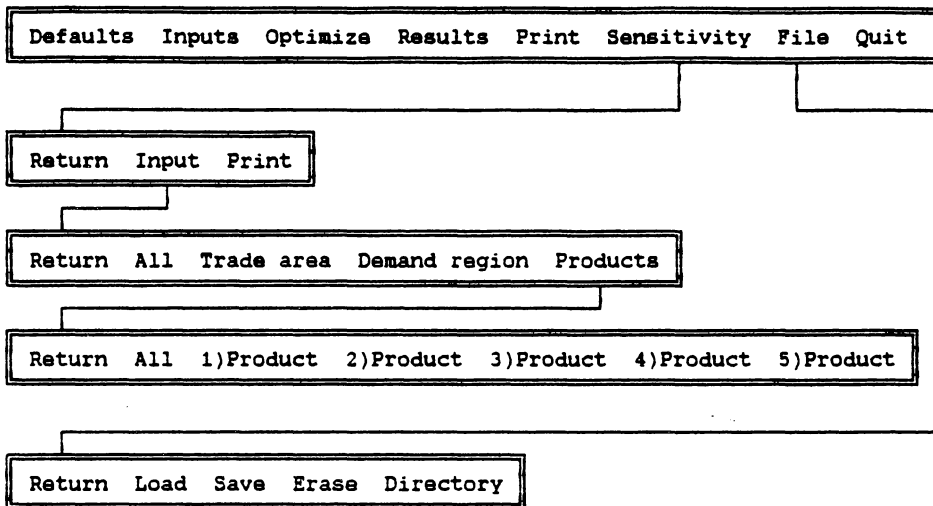 Defaults Inputs Optimize Results Print Sensitivity File Quit
Return Input Print
Return All Trade area Demand region Products
Return All 1)Product 2)Product 3)Product 4)Product 5)Product
Return Load Save Erase Directory